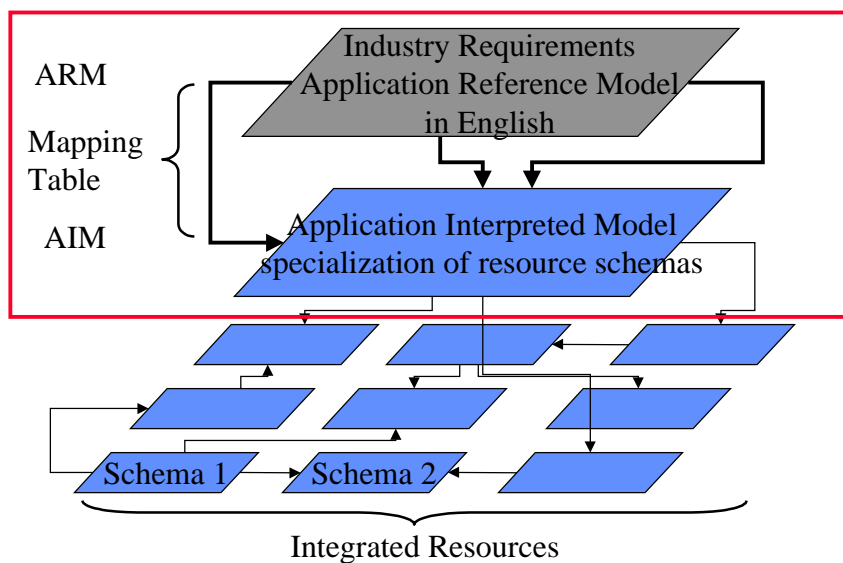 ARM
Mapping
Table
AIM
Industry Requirements
Application Reference Model
in English
Application Interpreted Model
specialization of resource schemas
Schema 1
Schema 2
Integrated Resources